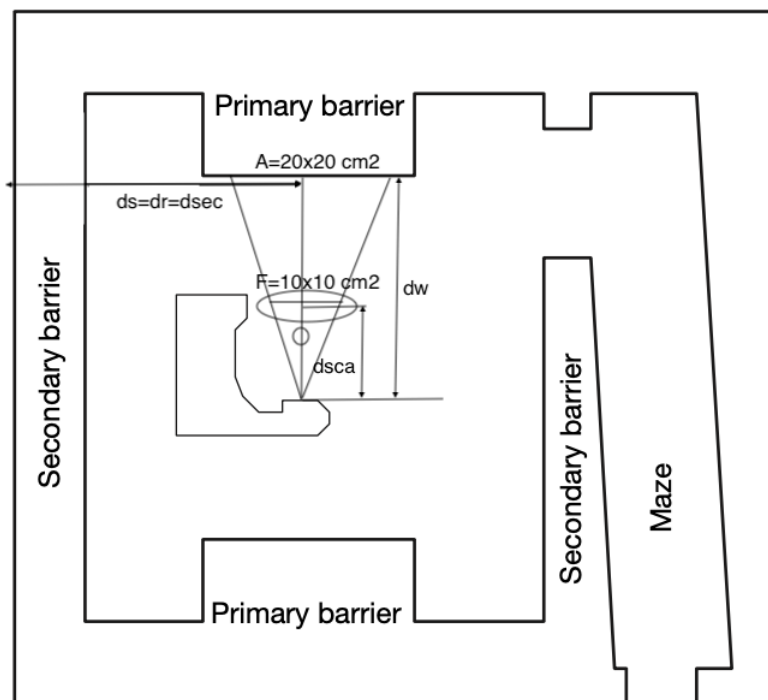 Primary barrier
A=20x20 cm2
ds=dr=dsec
F=10x10 cm2
dw
dsca
Secondary barrier
Secondary barrier
Maze
Primary barrier